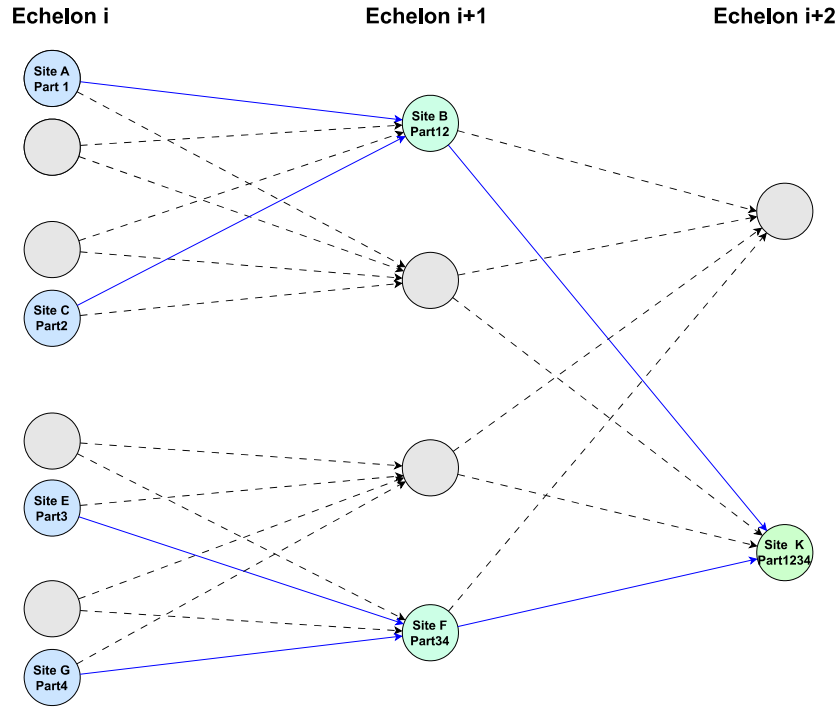 Echelon i
Echelon i+1
Echelon i+2
Site A
Part 1
Site B
Part12
Site C
Part2
Site E
Part3
Site K
Part1234
Site F
Part34
Site G
Part4